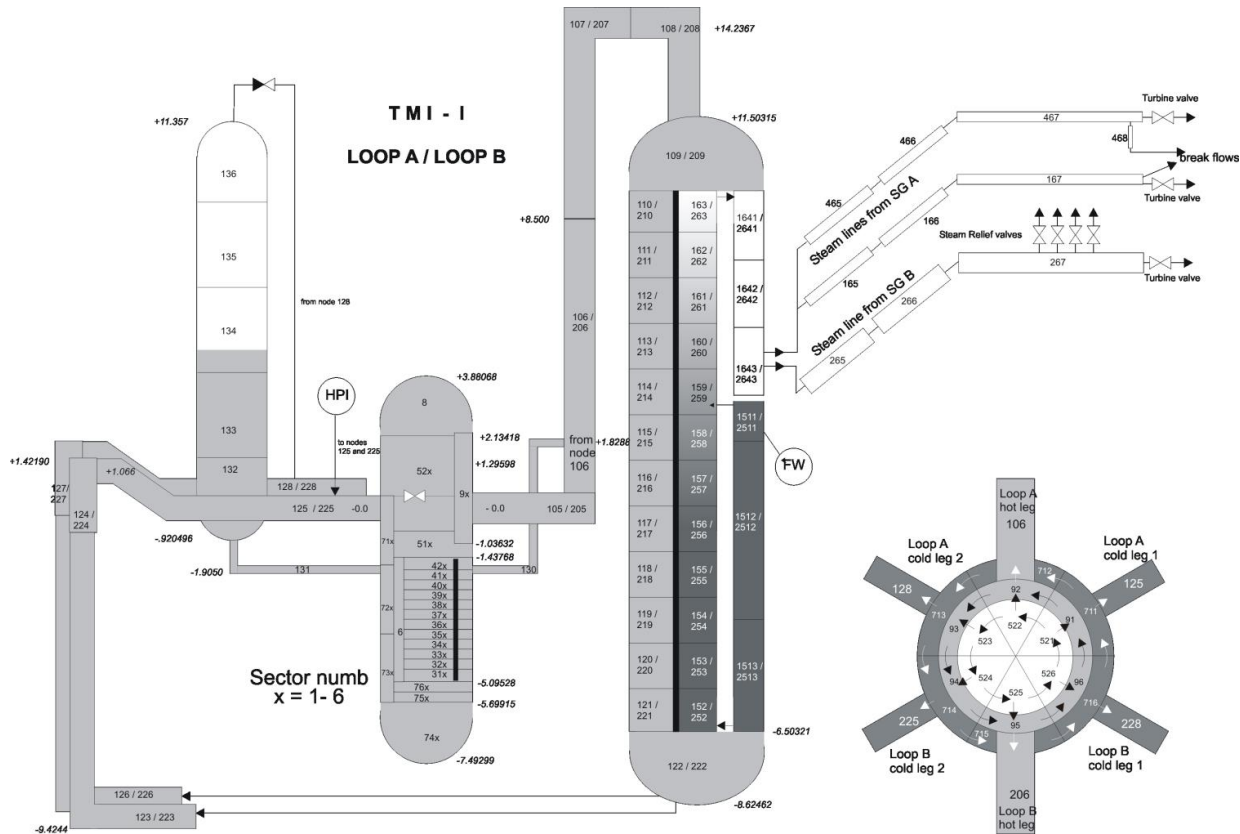 107 / 207
108 / 208
+14.2367
TMI - I
LOOP A / LOOP B
+11.357
+11.50315
109 / 209
136
135
134
133
132
from node 128
HPI
to nodes
125 and 225
+8.500
106 /
206
from
node
106
+1.8288
+3.88068
8
+2.13418
52x
+1.29598
9x
+1.42190
+1.066
127/
227
124 /
224
128 / 228
125 / 225
-0.0
- 0.0
105 / 205
-.920496
-1.9050
131
71x
51x
-1.03632
-1.43768
130
72x
6
73x
42x
41x
40x
39x
38x
37x
36x
35x
34x
33x
32x
31x
76x
75x
74x
-5.09528
-5.69915
-7.49299
Sector numb
x = 1- 6
126 / 226
123 / 223
-9.4244
110 /
210
111 /
211
112 /
212
113 /
213
114 /
214
115 /
215
116 /
216
117 /
217
118 /
218
119 /
219
120 /
220
121 /
221
163 /
263
162 /
262
161 /
261
160 /
260
159 /
259
158 /
258
157 /
257
156 /
256
155 /
255
154 /
254
153 /
253
152 /
252
1641 /
2641
1642 /
2642
1643 /
2643
1511 /
2511
1512 /
2512
1513 /
2513
FW
-6.50321
122 / 222
-8.62462
465
466
467
468
Turbine valve
break flows
Steam lines from SG A
165
166
167
Turbine valve
Steam Relief valves
Steam line from SG B
265
266
267
Turbine valve
Loop A
hot leg
106
Loop A
cold leg 2
128
Loop A
cold leg 1
125
712
711
713
714
715
716
92
91
93
94
95
96
522
521
523
524
525
526
225
Loop B
cold leg 2
228
Loop B
cold leg 1
206
Loop B
hot leg